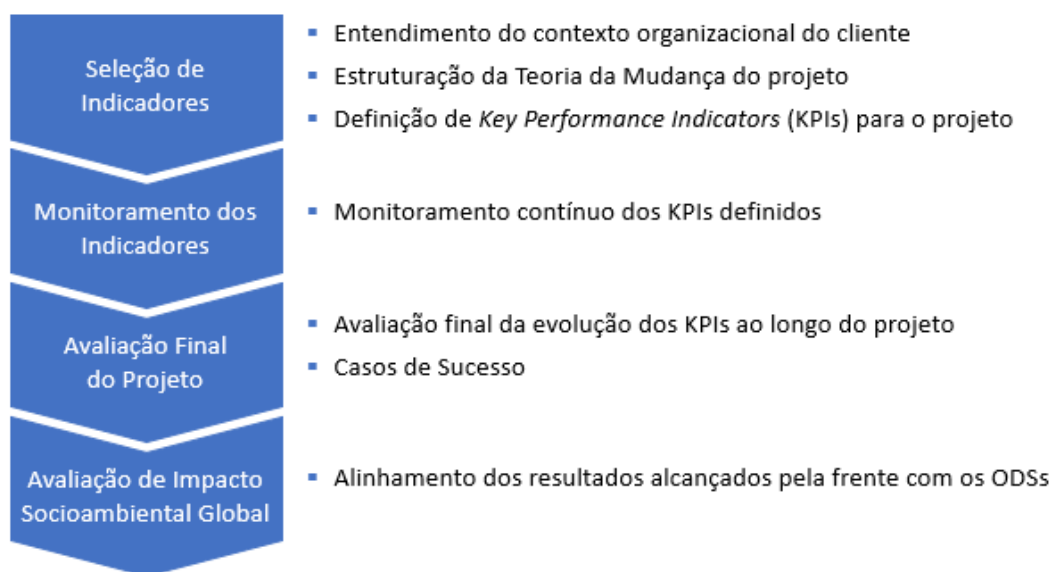 Seleção de
Indicadores
▪ Entendimento do contexto organizacional do cliente
▪ Estruturação da Teoria da Mudança do projeto
▪ Definição de Key Performance Indicators (KPIs) para o projeto
Monitoramento dos
Indicadores
▪ Monitoramento contínuo dos KPIs definidos
Avaliação Final
do Projeto
▪ Avaliação final da evolução dos KPIs ao longo do projeto
▪ Casos de Sucesso
Avaliação de Impacto
Socioambiental Global
▪ Alinhamento dos resultados alcançados pela frente com os ODSs